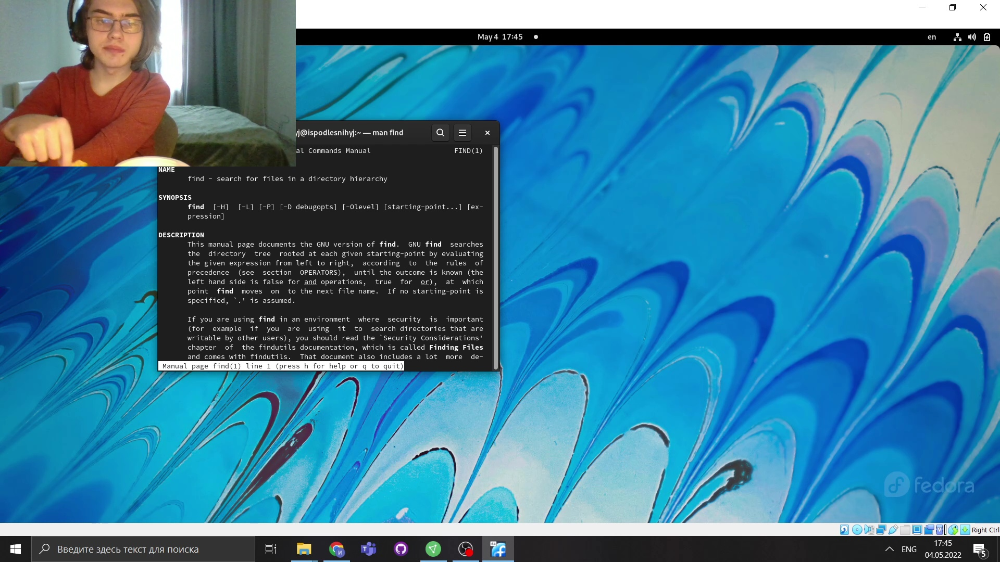 May 4 17:45
en
yj@ispodlesnihyj:~ — man find
al Commands Manual FIND(1)
NAME
find - search for files in a directory hierarchy
SYNOPSIS
find [-H] [-L] [-P] [-D debugopts] [-Olevel] [starting-point...] [ex-
pression]
DESCRIPTION
This manual page documents the GNU version of find. GNU find searches
the directory tree rooted at each given starting-point by evaluating
the given expression from left to right, according to the rules of
precedence (see section OPERATORS), until the outcome is known (the
left hand side is false for and operations, true for or), at which
point find moves on to the next file name. If no starting-point is
specified, `.' is assumed.
If you are using find in an environment where security is important
(for example if you are using it to search directories that are
writable by other users), you should read the `Security Considerations'
chapter of the findutils documentation, which is called Finding Files
and comes with findutils. That document also includes a lot more de-
Manual page find(1) line 1 (press h for help or q to quit)
fedora
Right Ctrl
Введите здесь текст для поиска
64
ENG
17:45
04.05.2022
5